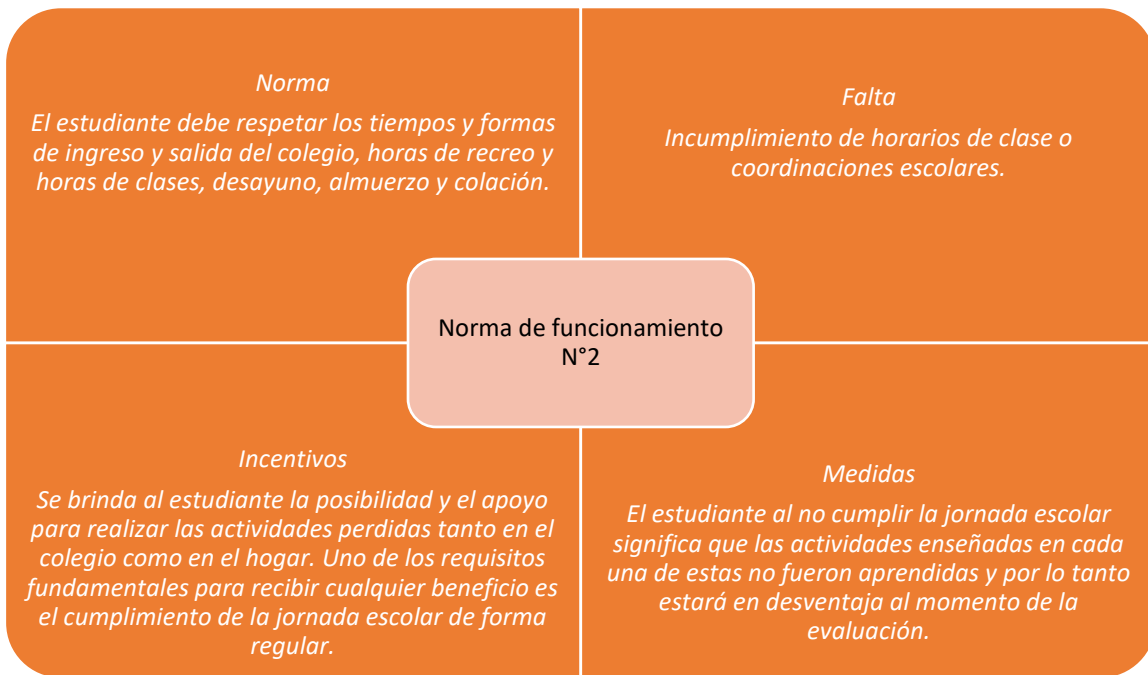 Norma
El estudiante debe respetar los tiempos y formas
de ingreso y salida del colegio, horas de recreo y
horas de clases, desayuno, almuerzo y colación.
Falta
Incumplimiento de horarios de clase o
coordinaciones escolares.
Norma de funcionamiento
N°2
Incentivos
Se brinda al estudiante la posibilidad y el apoyo
para realizar las actividades perdidas tanto en el
colegio como en el hogar. Uno de los requisitos
fundamentales para recibir cualquier beneficio es
el cumplimiento de la jornada escolar de forma
regular.
Medidas
El estudiante al no cumplir la jornada escolar
significa que las actividades enseñadas en cada
una de estas no fueron aprendidas y por lo tanto
estará en desventaja al momento de la
evaluación.